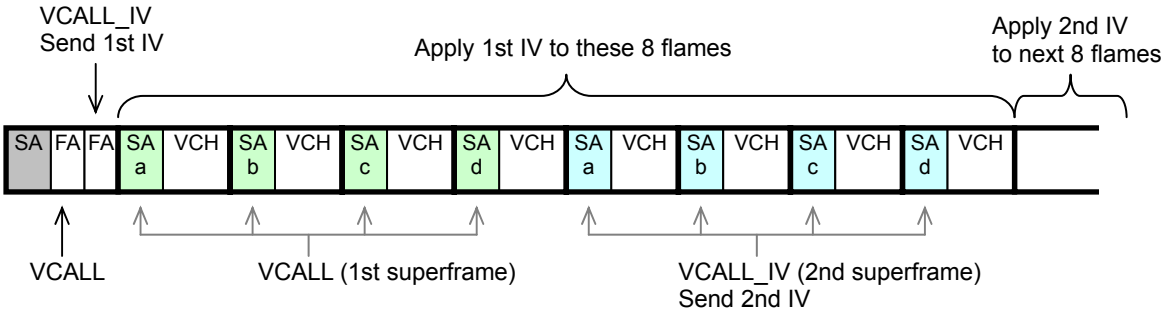 VCALL_IV
Send 1st IV
Apply 1st IV to these 8 flames
Apply 2nd IV
to next 8 flames
SA FA FA SA VCH SA VCH SA VCH SA VCH SA VCH SA VCH SA VCH SA VCH
a b c d a b c d
VCALL
VCALL (1st superframe)
VCALL_IV (2nd superframe)
Send 2nd IV